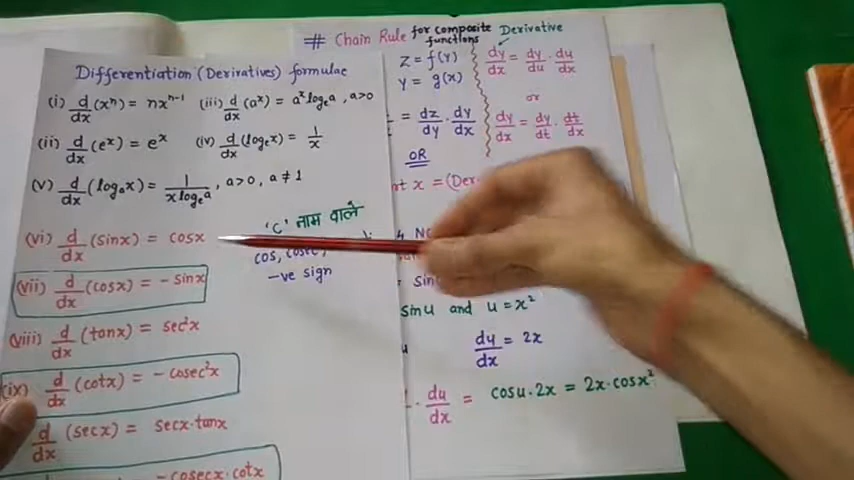 Differentiation (Derivatives) formulae
(i) d/dx (xⁿ) = nxⁿ⁻¹ (iii) d/dx (aˣ) = aˣ logₑa, a>0
(ii) d/dx (eˣ) = eˣ (iv) d/dx (logₑx) = 1/x
(v) d/dx (logₐx) = 1/(x logₑa), a>0, a≠1
'C' नाम वाले
(vi) d/dx (sinx) = cosx
cos, cosec,
-ve sign
(vii) d/dx (cosx) = - sinx
(viii) d/dx (tanx) = sec²x
(ix) d/dx (cotx) = - cosec²x
d/dx (secx) = secx·tanx
- cosecx·cotx
# Chain Rule for composite functions
Derivative
z = f(y)
y = g(x)
= dz/dy · dy/dx
OR
dy/dx = dy/du · du/dx
or
dy/dx = dy/dt · dt/dx
sinu and u = x²
du/dx = 2x
· du/dx = cosu·2x = 2x·cosx²